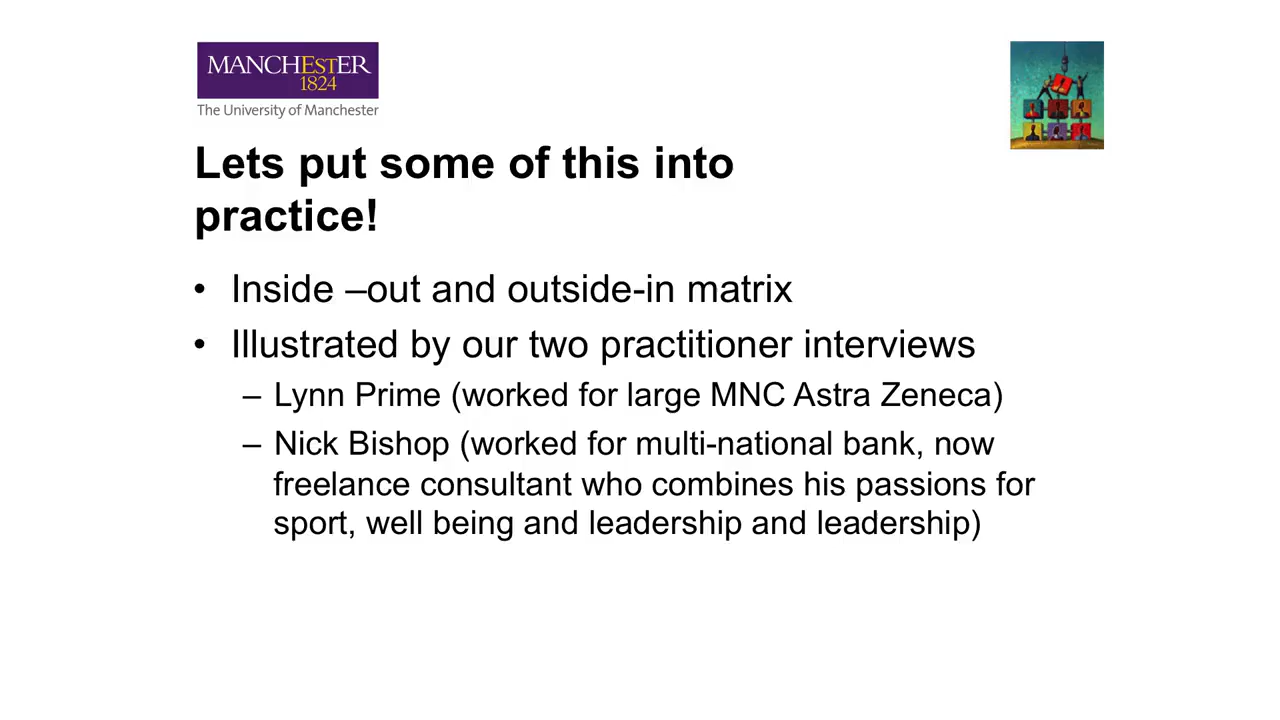 MANCHESTER
1824
The University of Manchester
Lets put some of this into
practice!
• Inside –out and outside-in matrix
• Illustrated by our two practitioner interviews
– Lynn Prime (worked for large MNC Astra Zeneca)
– Nick Bishop (worked for multi-national bank, now
freelance consultant who combines his passions for
sport, well being and leadership and leadership)